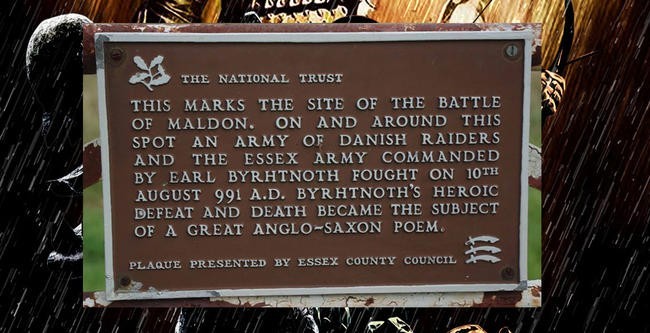 THE NATIONAL TRUST
THIS MARKS THE SITE OF THE BATTLE
OF MALDON. ON AND AROUND THIS
SPOT AN ARMY OF DANISH RAIDERS
AND THE ESSEX ARMY COMMANDED
BY EARL BYRHTNOTH FOUGHT ON 10TH
AUGUST 991 A.D. BYRHTNOTH'S HEROIC
DEFEAT AND DEATH BECAME THE SUBJECT
OF A GREAT ANGLO-SAXON POEM.
PLAQUE PRESENTED BY ESSEX COUNTY COUNCIL